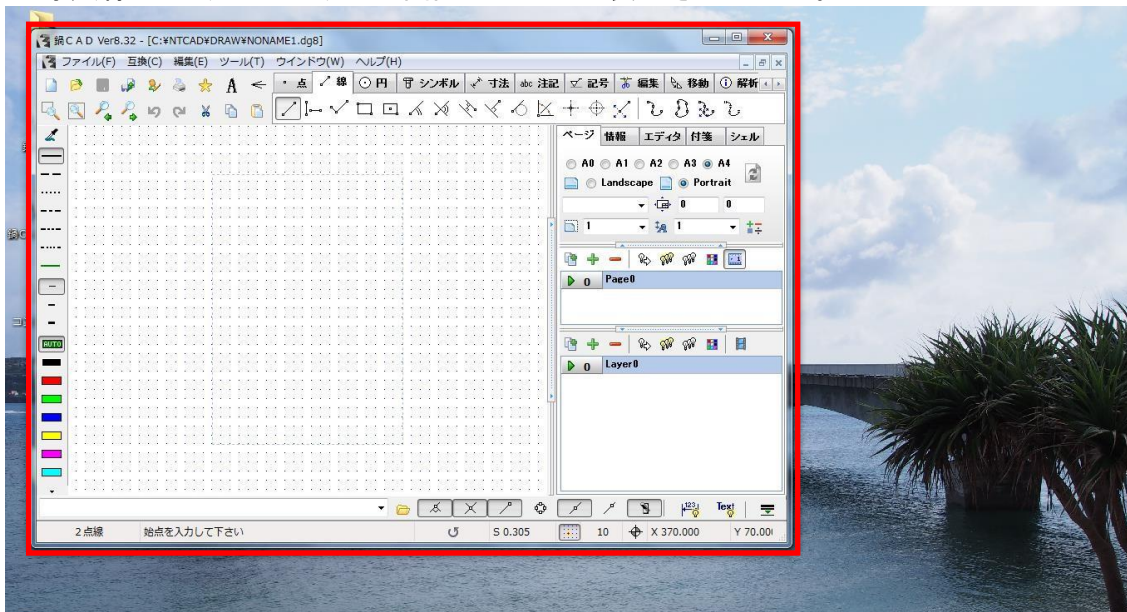 鍋CAD Ver8.32 - [C:¥NTCAD¥DRAW¥NONAME1.dg8]
ファイル(F) 互換(C) 編集(E) ツール(T) ウインドウ(W) ヘルプ(H)
A 点 線 円 シンボル 寸法 abc 注記 記号 編集 移動 解析
ページ 情報 エディタ 付箋 シェル
A0 A1 A2 A3 A4
Landscape Portrait
0 0
1 1
0 Page0
AUTO
0 Layer0
123 Text
2点線 始点を入力して下さい S 0.305 10 X 370.000 Y 70.00